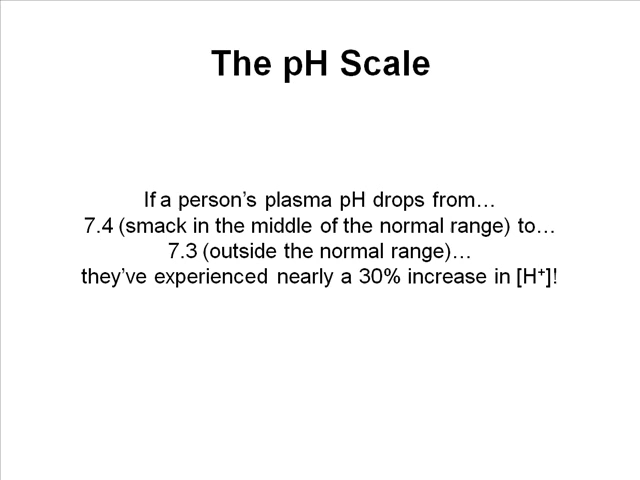 The pH Scale
If a person’s plasma pH drops from…
7.4 (smack in the middle of the normal range) to…
7.3 (outside the normal range)…
they’ve experienced nearly a 30% increase in [H⁺]!